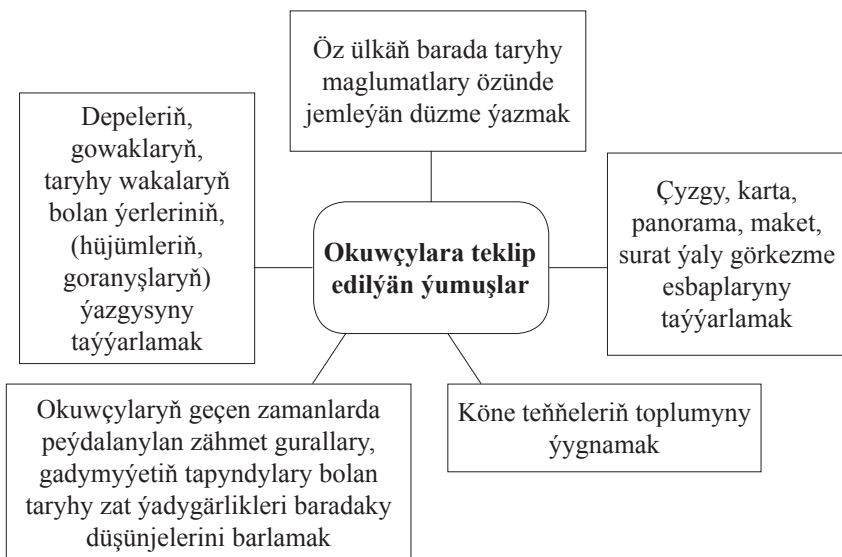 Öz ülkäň barada taryhy
maglumatlary özünde
jemleýän düzme ýazmak
Depeleriň,
gowaklaryň,
taryhy wakalaryň
bolan ýerleriniň,
(hüjümleriň,
goranyşlaryň)
ýazgysyny
taýýarlamak
Okuwçylara teklip
edilýän ýumuşlar
Çyzgy, karta,
panorama, maket,
surat ýaly görkezme
esbaplaryny
taýýarlamak
Okuwçylaryň geçen zamanlarda
peýdalanylan zähmet gurallary,
gadymyýetiň tapyndylary bolan
taryhy zat ýadygärlikleri baradaky
düşünjelerini barlamak
Köne teňňeleriň toplumyny
ýygnamak